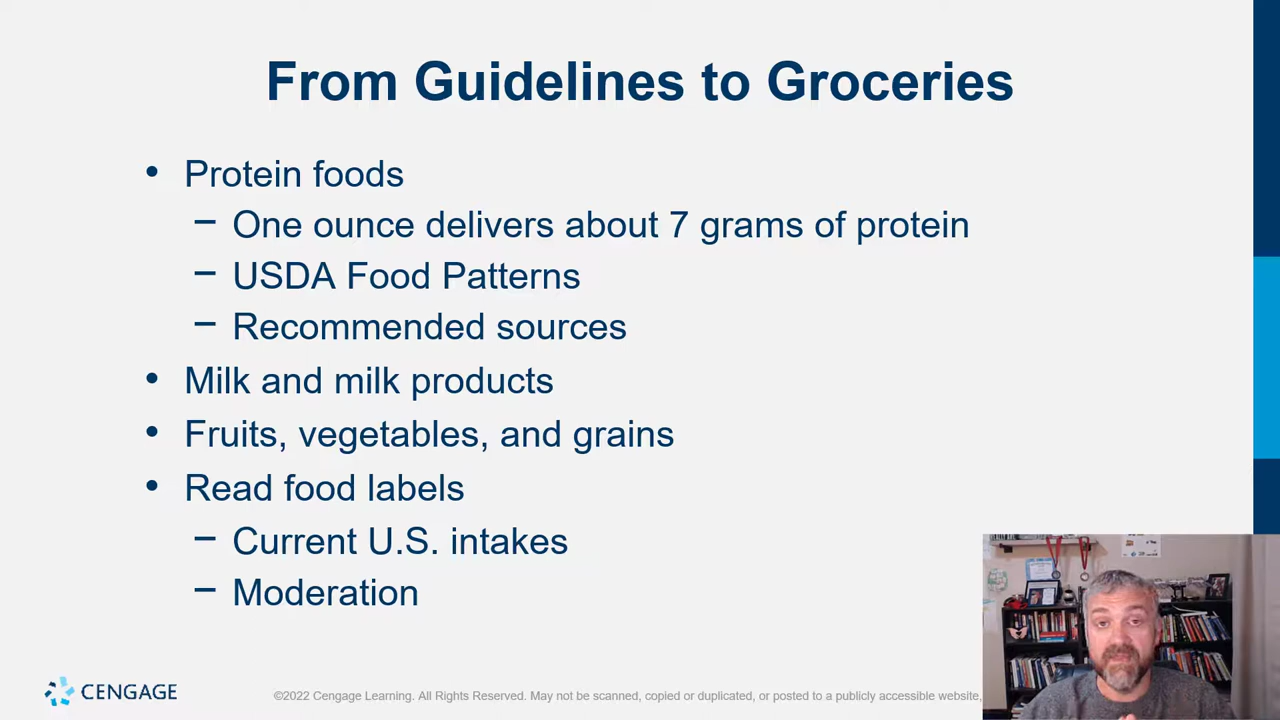 From Guidelines to Groceries
• Protein foods
– One ounce delivers about 7 grams of protein
– USDA Food Patterns
– Recommended sources
• Milk and milk products
• Fruits, vegetables, and grains
• Read food labels
– Current U.S. intakes
– Moderation
CENGAGE
©2022 Cengage Learning. All Rights Reserved. May not be scanned, copied or duplicated, or posted to a publicly accessible website,